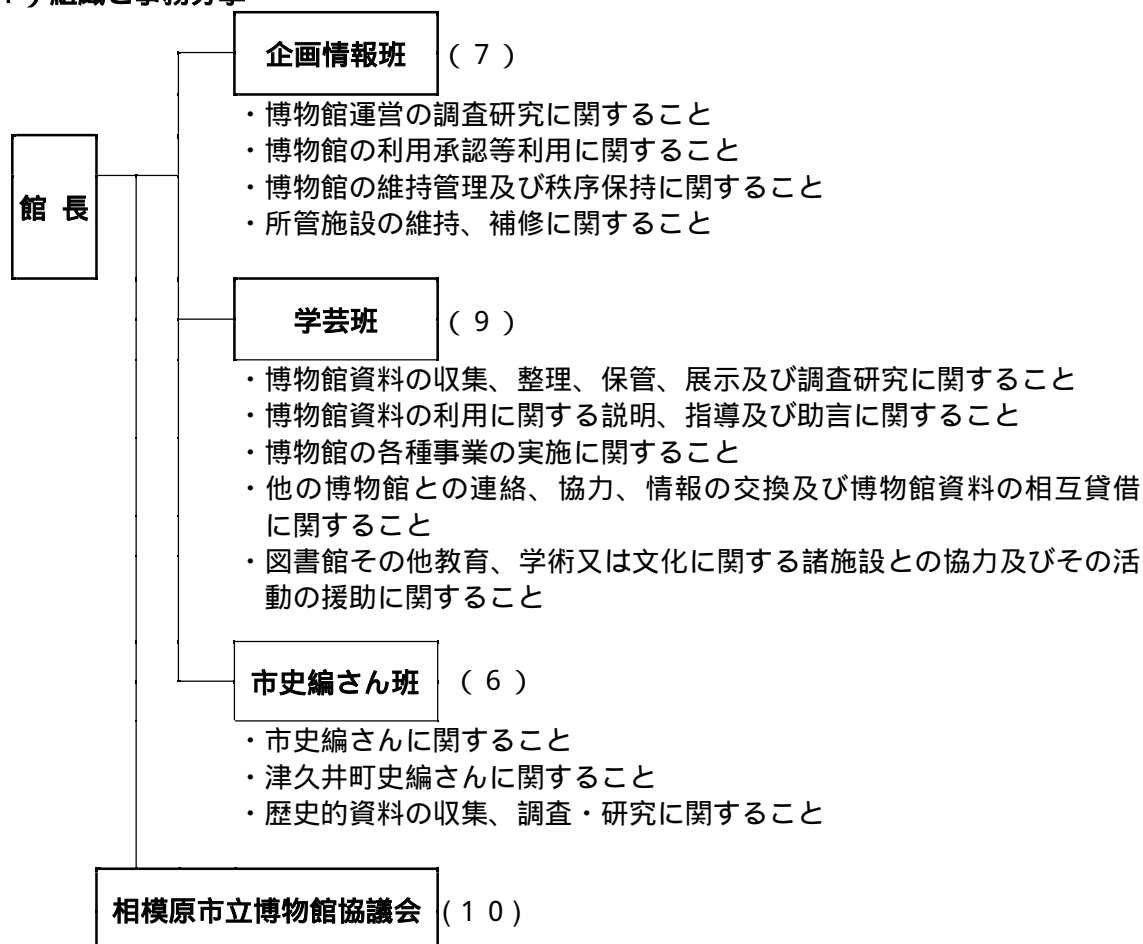 企画情報班 (7)
・博物館運営の調査研究に関すること
・博物館の利用承認等利用に関すること
・博物館の維持管理及び秩序保持に関すること
・所管施設の維持、補修に関すること
館 長
学芸班 (9)
・博物館資料の収集、整理、保管、展示及び調査研究に関すること
・博物館資料の利用に関する説明、指導及び助言に関すること
・博物館の各種事業の実施に関すること
・他の博物館との連絡、協力、情報の交換及び博物館資料の相互貸借
に関すること
・図書館その他教育、学術又は文化に関する諸施設との協力及びその活
動の援助に関すること
市史編さん班 (6)
・市史編さんに関すること
・津久井町史編さんに関すること
・歴史的資料の収集、調査・研究に関すること
相模原市立博物館協議会 (10)